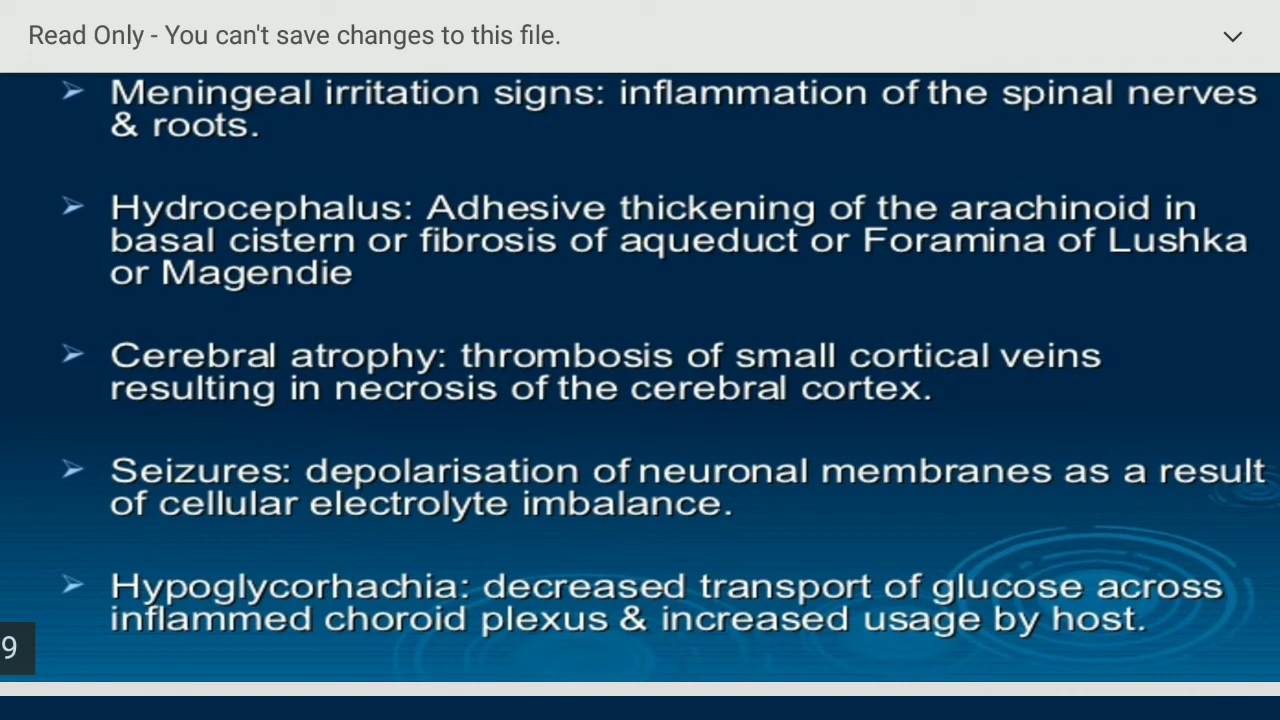 Read Only - You can't save changes to this file.
➢ Meningeal irritation signs: inflammation of the spinal nerves
& roots.
➢ Hydrocephalus: Adhesive thickening of the arachinoid in
basal cistern or fibrosis of aqueduct or Foramina of Lushka
or Magendie
➢ Cerebral atrophy: thrombosis of small cortical veins
resulting in necrosis of the cerebral cortex.
➢ Seizures: depolarisation of neuronal membranes as a result
of cellular electrolyte imbalance.
➢ Hypoglycorhachia: decreased transport of glucose across
inflammed choroid plexus & increased usage by host.
9